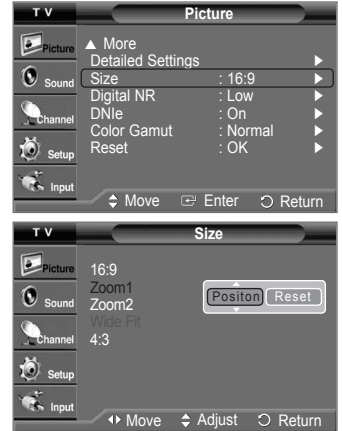 T V
Picture
Picture
Sound
Channel
Setup
Input
▲ More
Detailed Settings ►
Size : 16:9 ►
Digital NR : Low ►
DNIe : On ►
Color Gamut : Normal ►
Reset : OK ►
Move Enter Return
T V
Size
Picture
Sound
Channel
Setup
Input
16:9
Zoom1
Zoom2
Wide Fit
4:3
Positon Reset
Move Adjust Return